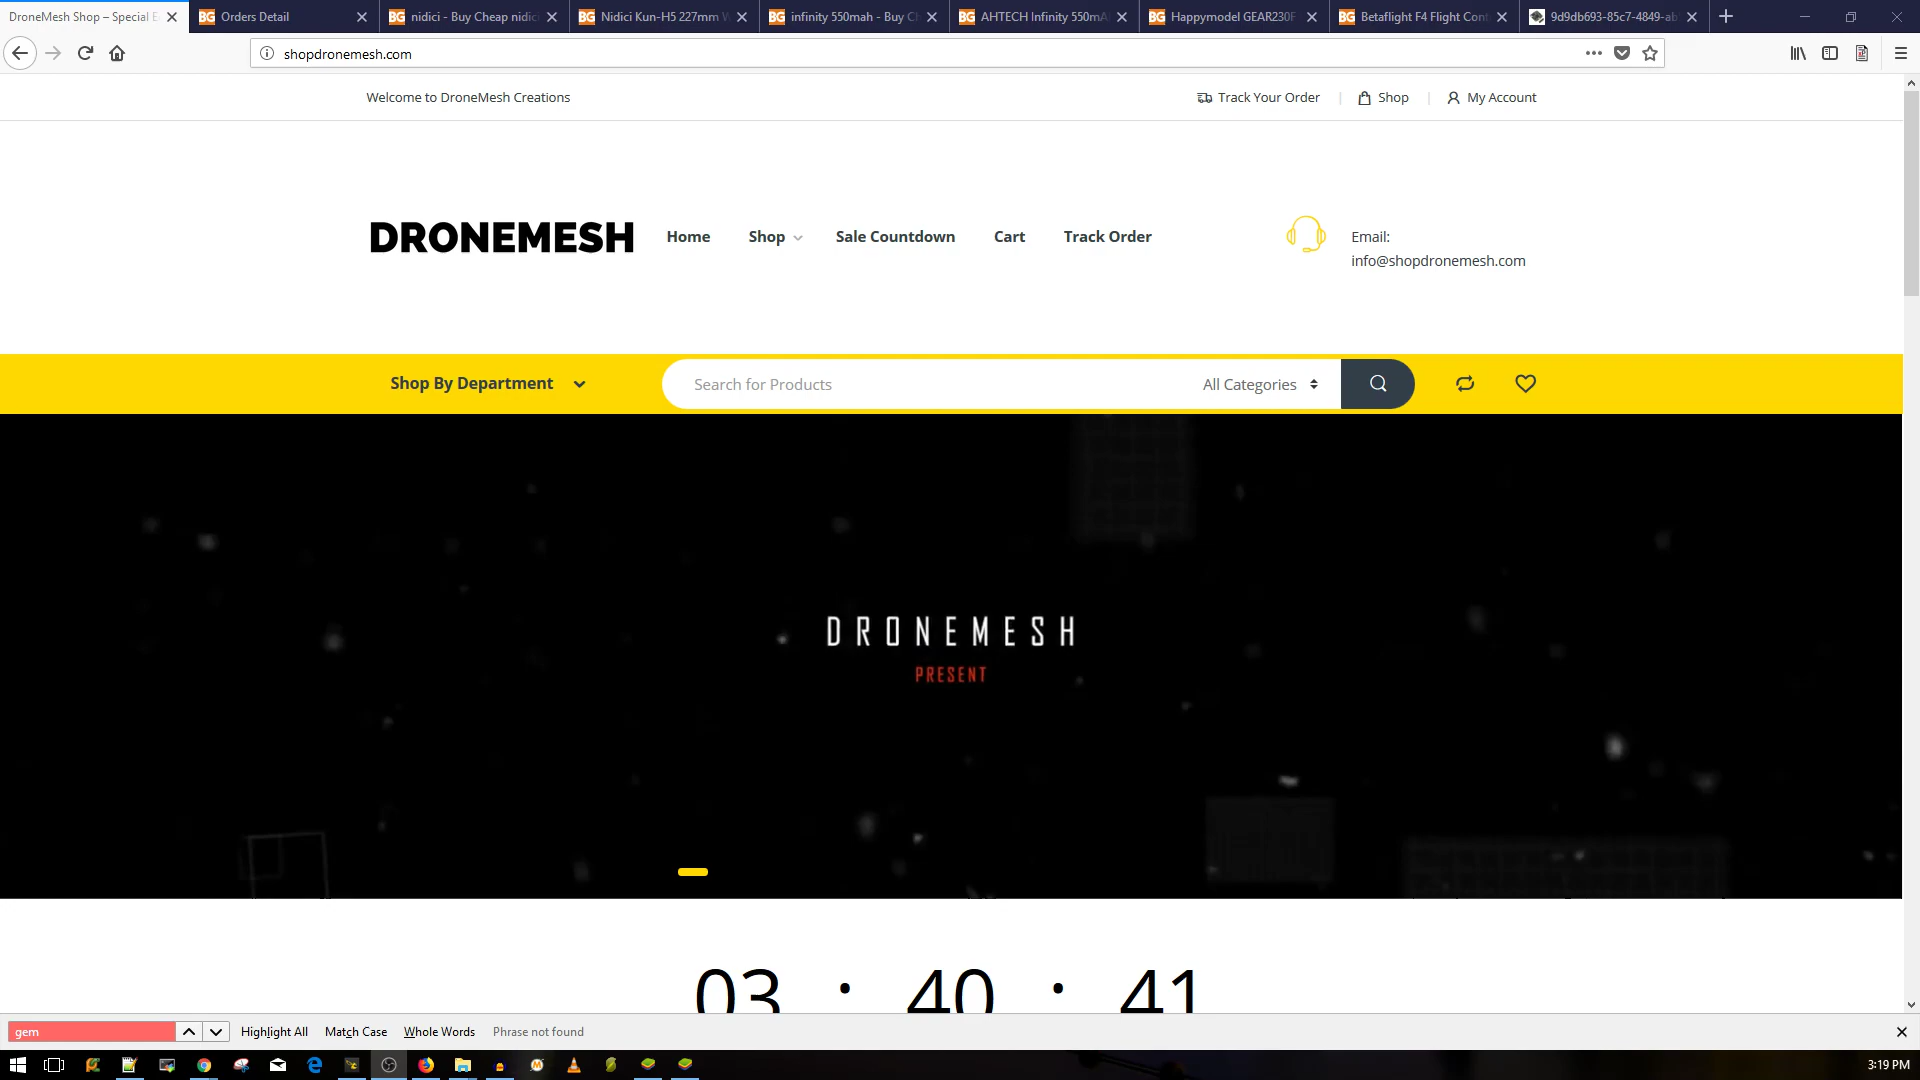 DroneMesh Shop – Special E
Orders Detail
nidici - Buy Cheap nidici
Nidici Kun-H5 227mm W
infinity 550mah - Buy Ch
AHTECH Infinity 550mA
Happymodel GEAR230F
Betaflight F4 Flight Cont
9d9db693-85c7-4849-ab
shopdronemesh.com
Welcome to DroneMesh Creations
Track Your Order
Shop
My Account
DRONEMESH
Home
Shop
Sale Countdown
Cart
Track Order
Email:
info@shopdronemesh.com
Shop By Department
Search for Products
All Categories
DRONEMESH
PRESENT
03 : 40 : 41
gem
Highlight All
Match Case
Whole Words
Phrase not found
3:19 PM